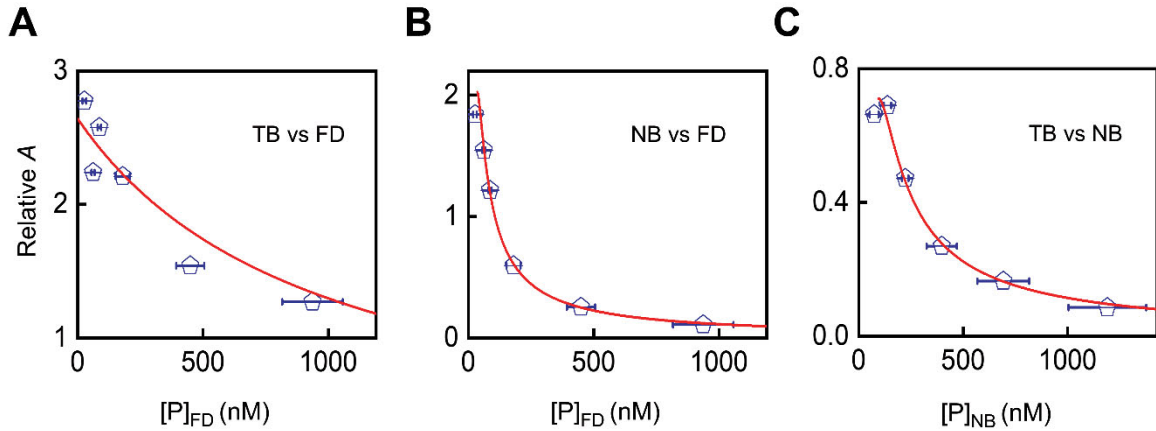 A
B
C
Relative A
3
2
1
0
500
1000
TB vs FD
[P]FD (nM)
2
1
0
0
500
1000
NB vs FD
[P]FD (nM)
0.8
0.4
0.0
0
500
1000
TB vs NB
[P]NB (nM)